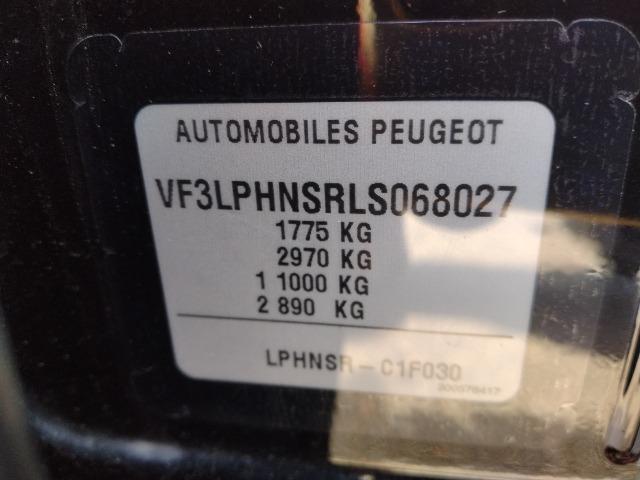 AUTOMOBILES PEUGEOT
VF3LPHNSRLS068027
1775 KG
2970 KG
1 1000 KG
2 890 KG
LPHNSR - C1F030